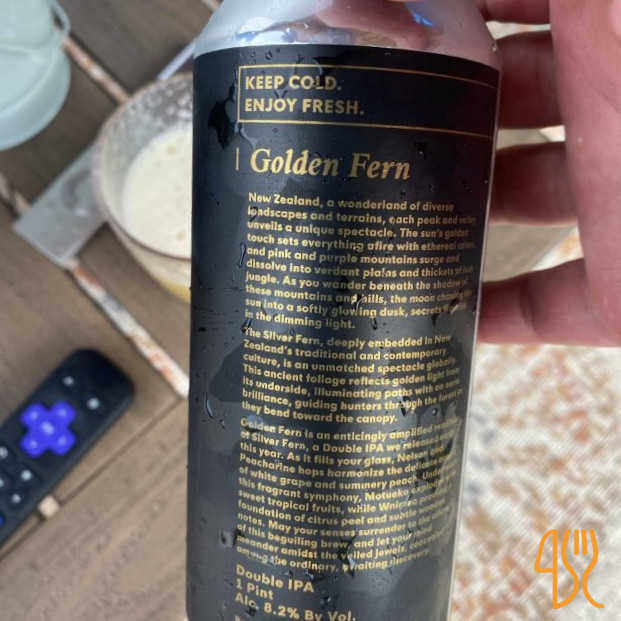 KEEP COLD.
ENJOY FRESH.
Golden Fern
New Zealand, a wonderland of diverse
landscapes and terrains, each peak and valley
unveils a unique spectacle. The sun's golden
touch sets everything afire with ethereal
and pink and purple mountains surge and
dissolve into verdant plains and thickets of lush
jungle. As you wander beneath the shadow of
these mountains and hills, the moon chasing the
sun into a softly glowing dusk, secrets
in the dimming light.
The Silver Fern, deeply embedded in New
Zealand's traditional and contemporary
culture, is an unmatched spectacle globally.
This ancient foliage reflects golden light from
its underside, illuminating paths with an eerie
brilliance, guiding hunters through the forest as
they bend toward the canopy.
Golden Fern is an enticingly amplified
of Silver Fern, a Double IPA we released
this year. As it fills your glass, Nelson and
Peacharine hops harmonize the delicate
of white grape and summery peach.
this fragrant symphony, Motueka
sweet tropical fruits, while
foundation of citrus peel and subtle
notes. May your senses surrender to the
of this beguiling brew, and let your mind
meander amidst the veiled jewels,
among the ordinary, awaiting discovery.
Double IPA
1 Pint
Alc 8.2% By Vol.